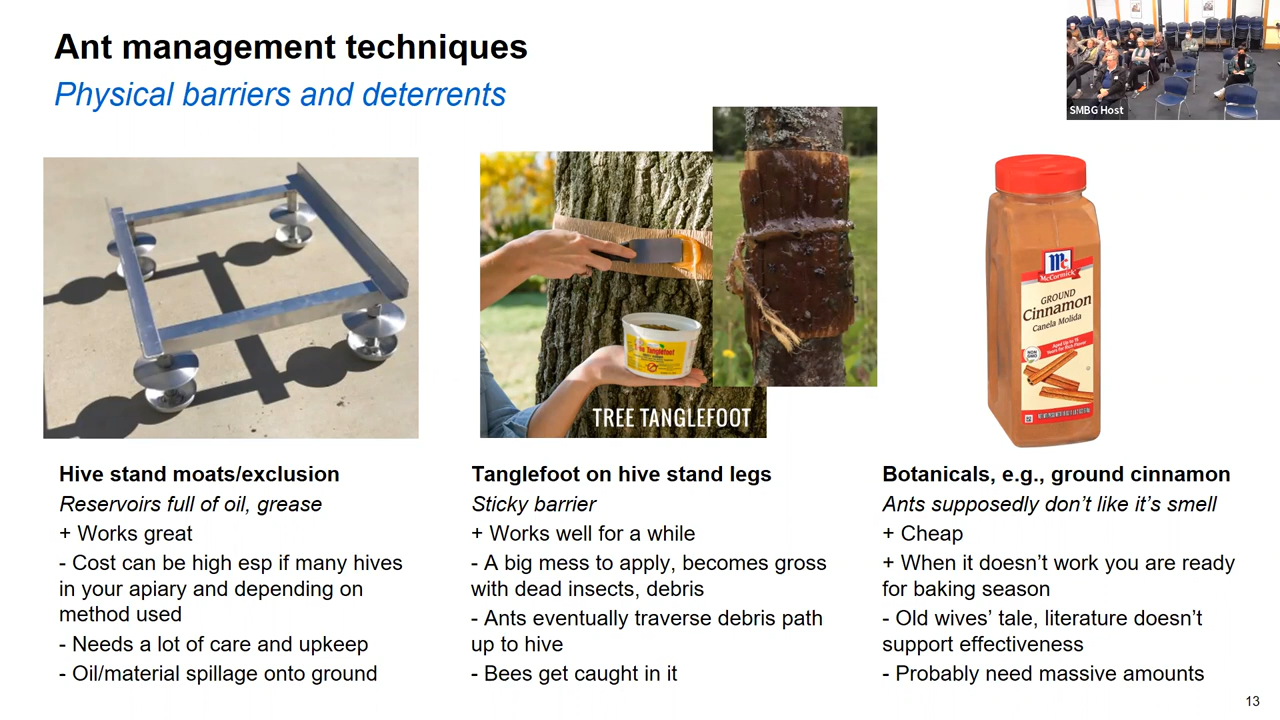 Ant management techniques
Physical barriers and deterrents
SMBG Host
TREE TANGLEFOOT
McCormick
GROUND
Cinnamon
Canela Molida
Hive stand moats/exclusion
Reservoirs full of oil, grease
+ Works great
- Cost can be high esp if many hives
in your apiary and depending on
method used
- Needs a lot of care and upkeep
- Oil/material spillage onto ground
Tanglefoot on hive stand legs
Sticky barrier
+ Works well for a while
- A big mess to apply, becomes gross
with dead insects, debris
- Ants eventually traverse debris path
up to hive
- Bees get caught in it
Botanicals, e.g., ground cinnamon
Ants supposedly don’t like it’s smell
+ Cheap
+ When it doesn’t work you are ready
for baking season
- Old wives’ tale, literature doesn’t
support effectiveness
- Probably need massive amounts
13